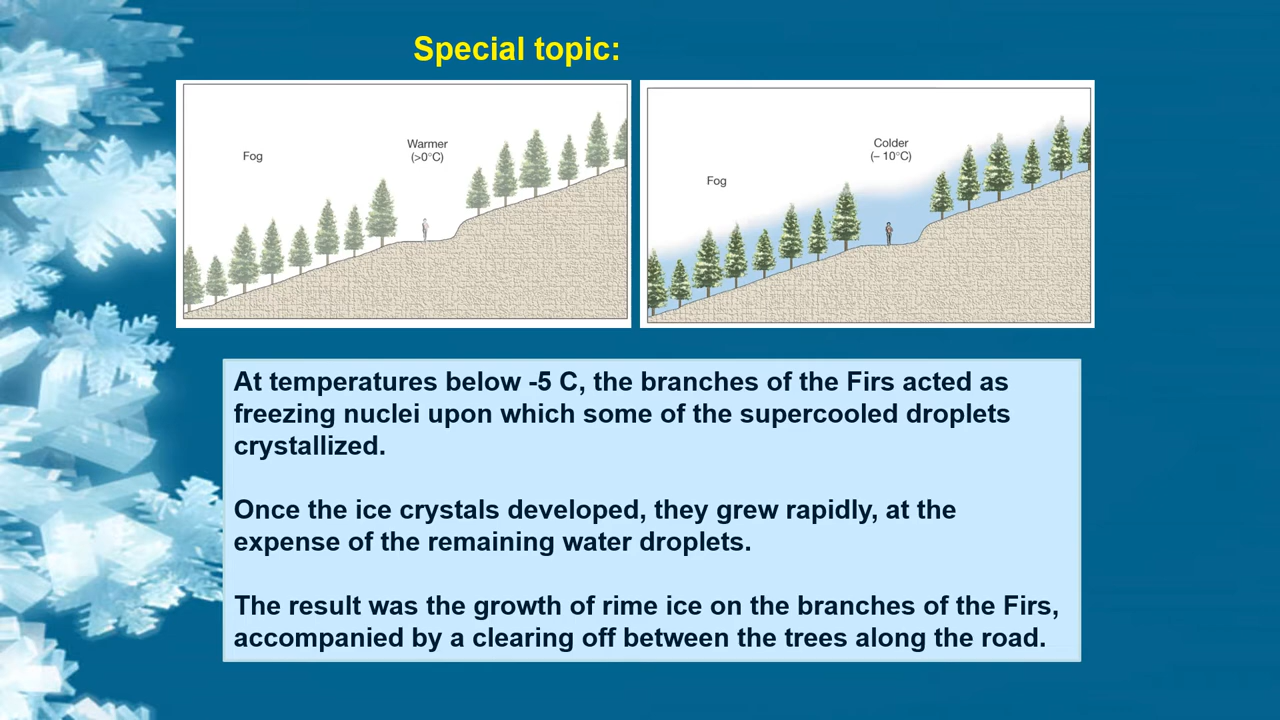 Special topic:
Fog
Warmer
(>0°C)
Fog
Colder
(– 10°C)
At temperatures below -5 C, the branches of the Firs acted as
freezing nuclei upon which some of the supercooled droplets
crystallized.
Once the ice crystals developed, they grew rapidly, at the
expense of the remaining water droplets.
The result was the growth of rime ice on the branches of the Firs,
accompanied by a clearing off between the trees along the road.